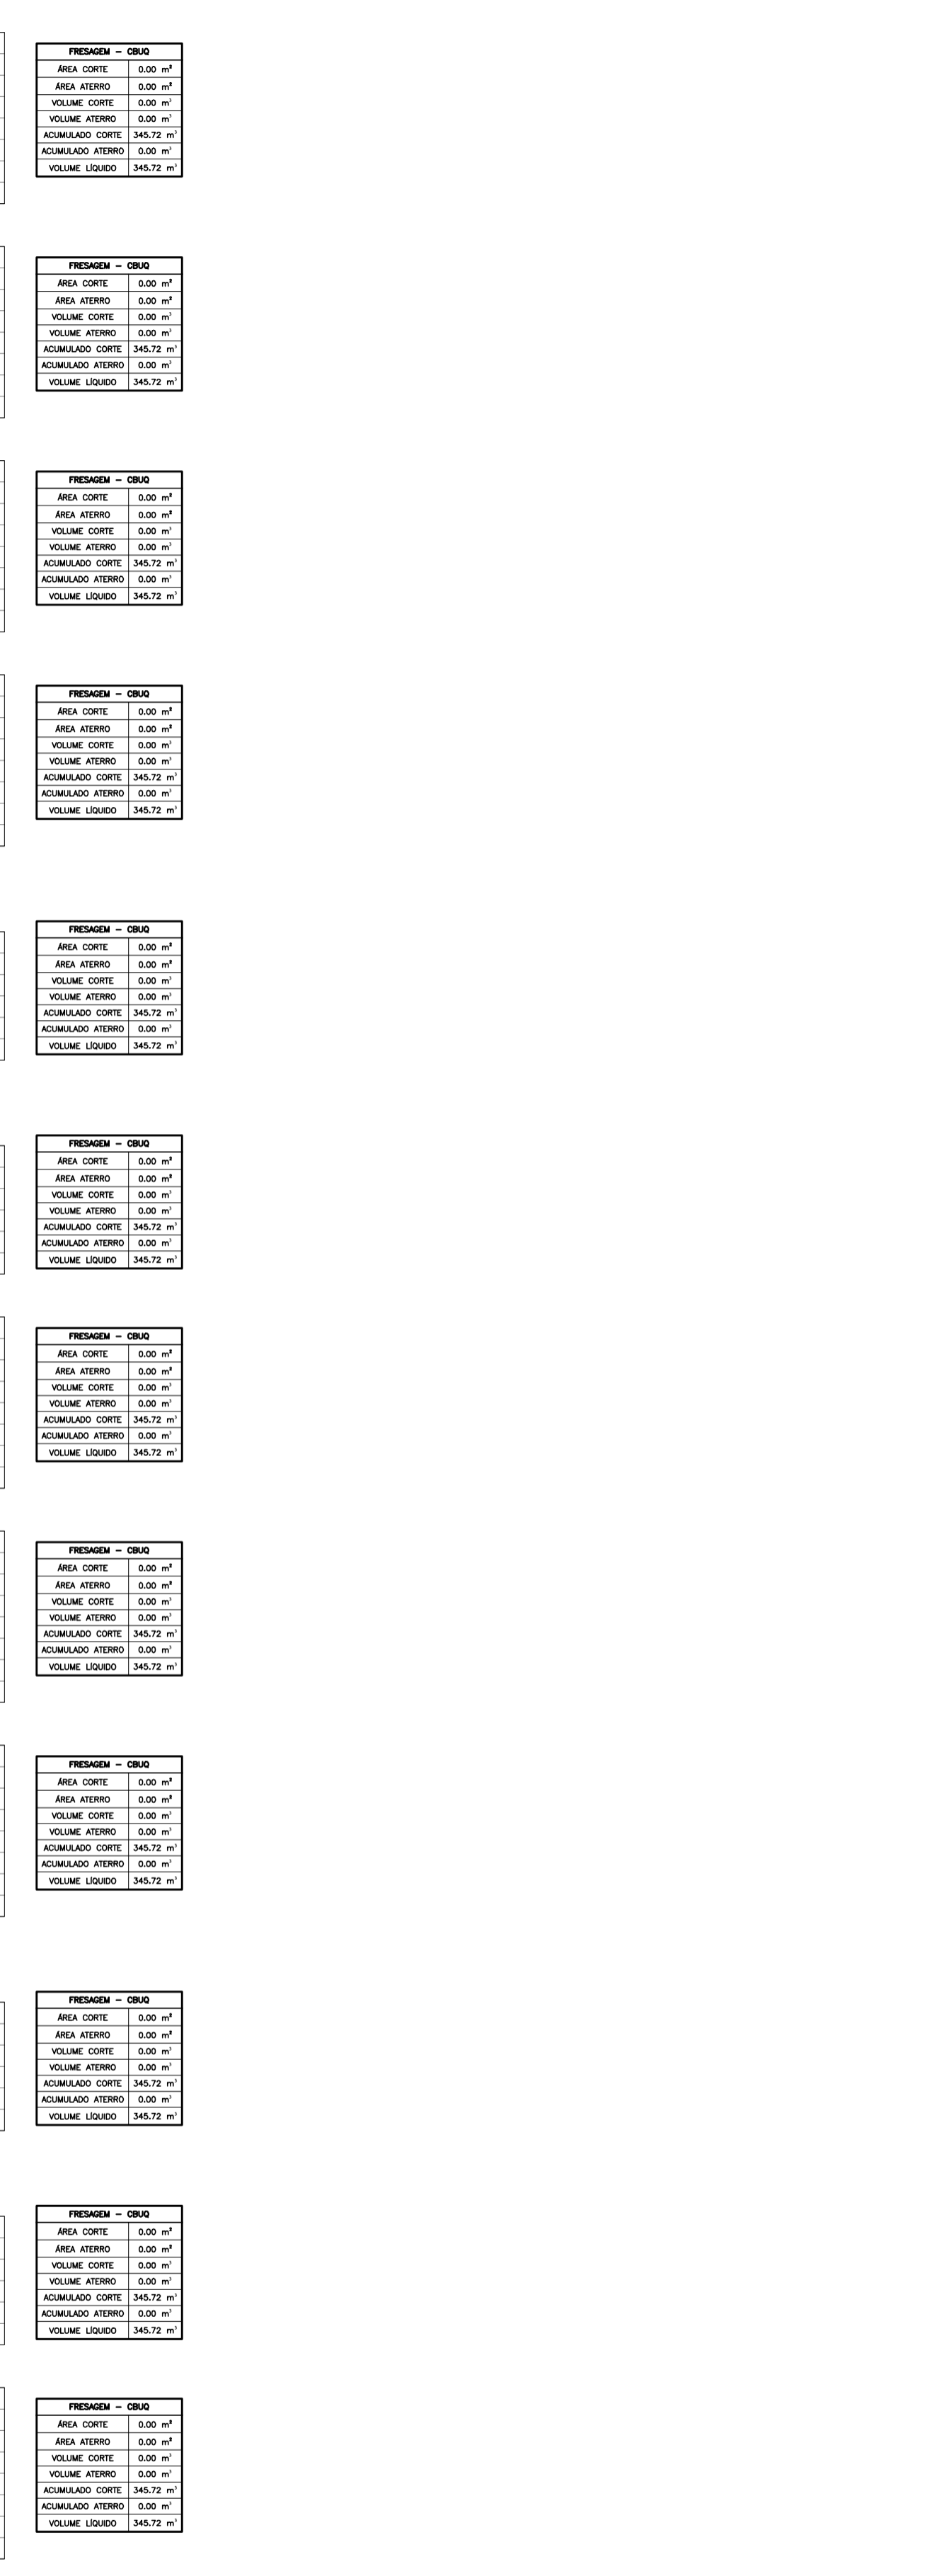 FRESAGEM – CBUQ
ÁREA CORTE 0.00 m²
ÁREA ATERRO 0.00 m²
VOLUME CORTE 0.00 m³
VOLUME ATERRO 0.00 m³
ACUMULADO CORTE 345.72 m³
ACUMULADO ATERRO 0.00 m³
VOLUME LÍQUIDO 345.72 m³
FRESAGEM – CBUQ
ÁREA CORTE 0.00 m²
ÁREA ATERRO 0.00 m²
VOLUME CORTE 0.00 m³
VOLUME ATERRO 0.00 m³
ACUMULADO CORTE 345.72 m³
ACUMULADO ATERRO 0.00 m³
VOLUME LÍQUIDO 345.72 m³
FRESAGEM – CBUQ
ÁREA CORTE 0.00 m²
ÁREA ATERRO 0.00 m²
VOLUME CORTE 0.00 m³
VOLUME ATERRO 0.00 m³
ACUMULADO CORTE 345.72 m³
ACUMULADO ATERRO 0.00 m³
VOLUME LÍQUIDO 345.72 m³
FRESAGEM – CBUQ
ÁREA CORTE 0.00 m²
ÁREA ATERRO 0.00 m²
VOLUME CORTE 0.00 m³
VOLUME ATERRO 0.00 m³
ACUMULADO CORTE 345.72 m³
ACUMULADO ATERRO 0.00 m³
VOLUME LÍQUIDO 345.72 m³
FRESAGEM – CBUQ
ÁREA CORTE 0.00 m²
ÁREA ATERRO 0.00 m²
VOLUME CORTE 0.00 m³
VOLUME ATERRO 0.00 m³
ACUMULADO CORTE 345.72 m³
ACUMULADO ATERRO 0.00 m³
VOLUME LÍQUIDO 345.72 m³
FRESAGEM – CBUQ
ÁREA CORTE 0.00 m²
ÁREA ATERRO 0.00 m²
VOLUME CORTE 0.00 m³
VOLUME ATERRO 0.00 m³
ACUMULADO CORTE 345.72 m³
ACUMULADO ATERRO 0.00 m³
VOLUME LÍQUIDO 345.72 m³
FRESAGEM – CBUQ
ÁREA CORTE 0.00 m²
ÁREA ATERRO 0.00 m²
VOLUME CORTE 0.00 m³
VOLUME ATERRO 0.00 m³
ACUMULADO CORTE 345.72 m³
ACUMULADO ATERRO 0.00 m³
VOLUME LÍQUIDO 345.72 m³
FRESAGEM – CBUQ
ÁREA CORTE 0.00 m²
ÁREA ATERRO 0.00 m²
VOLUME CORTE 0.00 m³
VOLUME ATERRO 0.00 m³
ACUMULADO CORTE 345.72 m³
ACUMULADO ATERRO 0.00 m³
VOLUME LÍQUIDO 345.72 m³
FRESAGEM – CBUQ
ÁREA CORTE 0.00 m²
ÁREA ATERRO 0.00 m²
VOLUME CORTE 0.00 m³
VOLUME ATERRO 0.00 m³
ACUMULADO CORTE 345.72 m³
ACUMULADO ATERRO 0.00 m³
VOLUME LÍQUIDO 345.72 m³
FRESAGEM – CBUQ
ÁREA CORTE 0.00 m²
ÁREA ATERRO 0.00 m²
VOLUME CORTE 0.00 m³
VOLUME ATERRO 0.00 m³
ACUMULADO CORTE 345.72 m³
ACUMULADO ATERRO 0.00 m³
VOLUME LÍQUIDO 345.72 m³
FRESAGEM – CBUQ
ÁREA CORTE 0.00 m²
ÁREA ATERRO 0.00 m²
VOLUME CORTE 0.00 m³
VOLUME ATERRO 0.00 m³
ACUMULADO CORTE 345.72 m³
ACUMULADO ATERRO 0.00 m³
VOLUME LÍQUIDO 345.72 m³
FRESAGEM – CBUQ
ÁREA CORTE 0.00 m²
ÁREA ATERRO 0.00 m²
VOLUME CORTE 0.00 m³
VOLUME ATERRO 0.00 m³
ACUMULADO CORTE 345.72 m³
ACUMULADO ATERRO 0.00 m³
VOLUME LÍQUIDO 345.72 m³